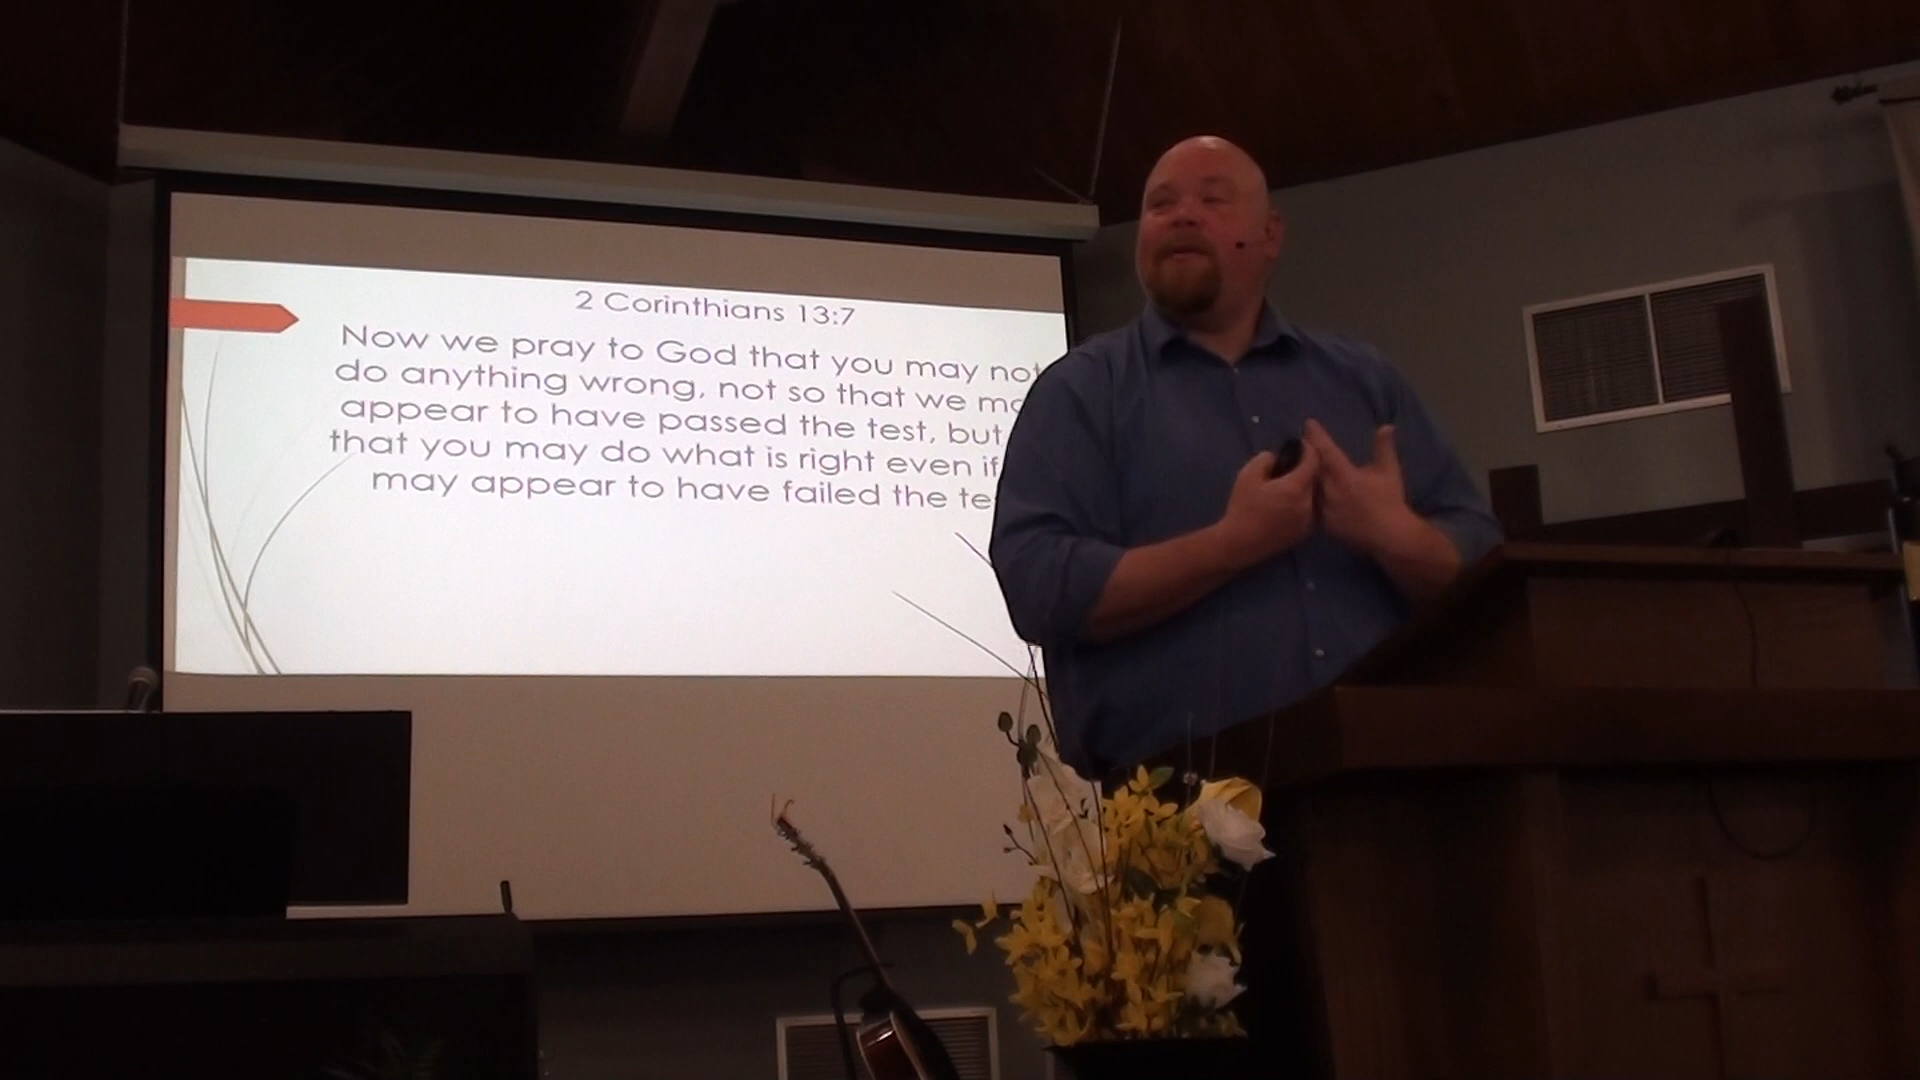 2 Corinthians 13:7
Now we pray to God that you may not
do anything wrong, not so that we
appear to have passed the test, but
that you may do what is right even if
may appear to have failed the